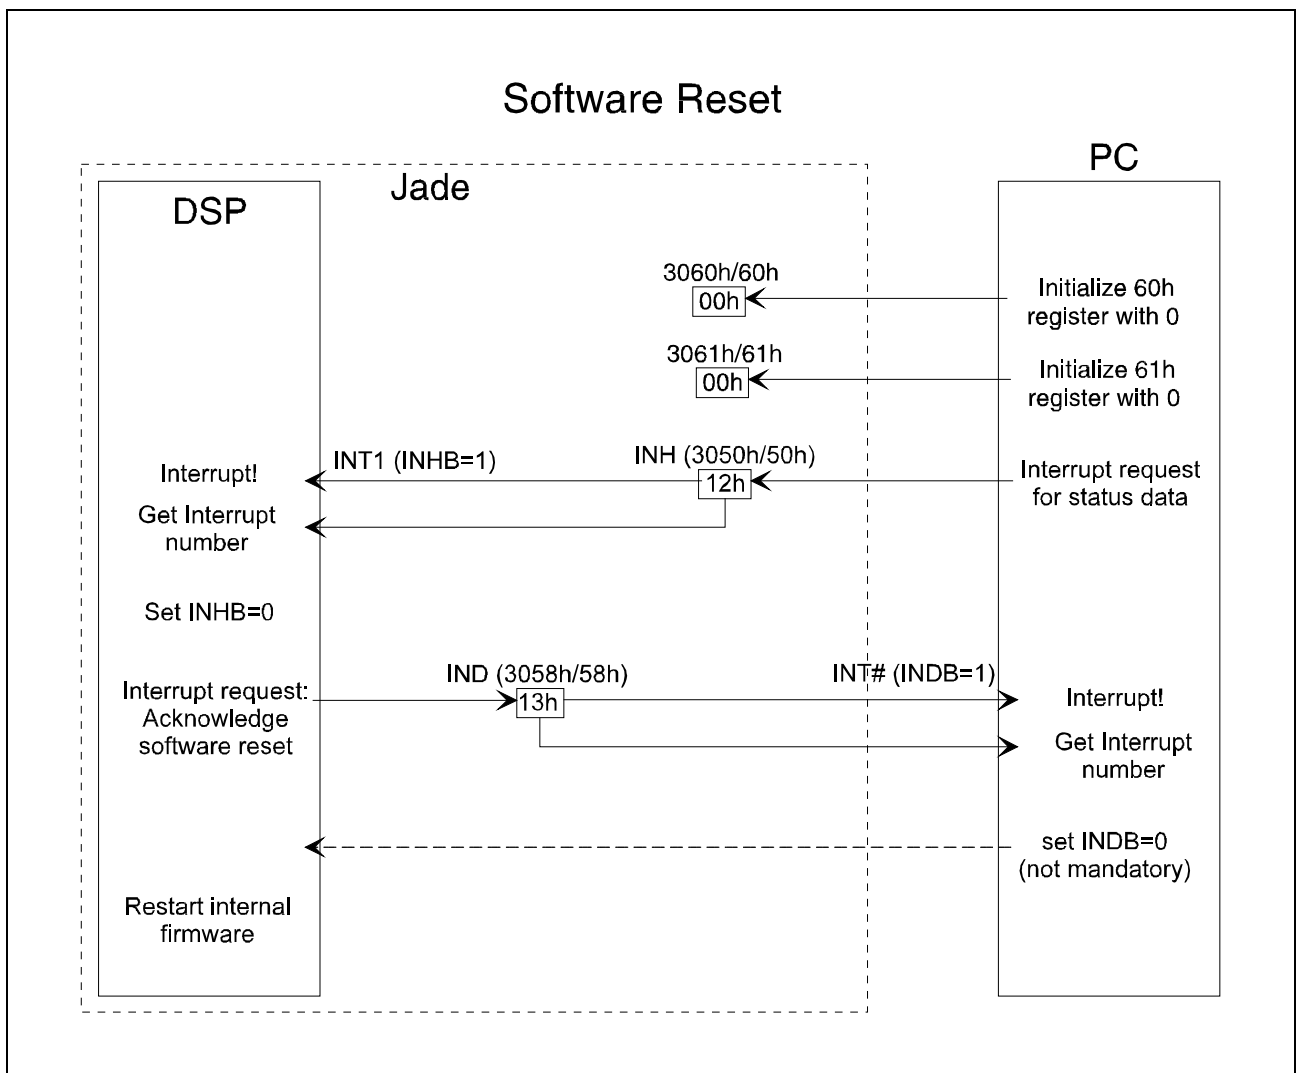 Software Reset
PC
Jade
DSP
3060h/60h
00h
Initialize 60h
register with 0
3061h/61h
00h
Initialize 61h
register with 0
INT1 (INHB=1)
INH (3050h/50h)
Interrupt!
12h
Interrupt request
for status data
Get Interrupt
number
Set INHB=0
IND (3058h/58h)
INT# (INDB=1)
Interrupt request:
Acknowledge
software reset
13h
Interrupt!
Get Interrupt
number
set INDB=0
(not mandatory)
Restart internal
firmware